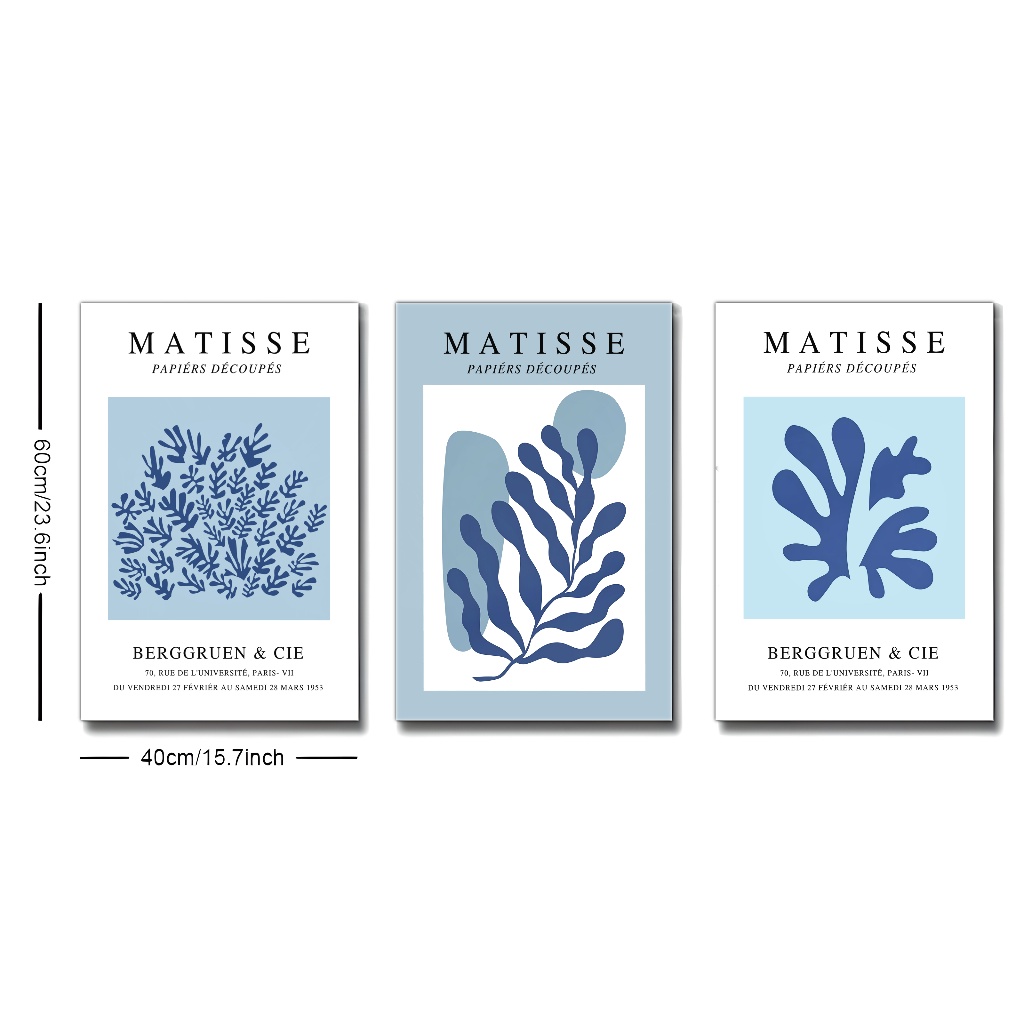 60cm/23.6inch
MATISSE
PAPIÉRS DÉCOUPÉS
BERGGRUEN & CIE
70, RUE DE L'UNIVERSITÉ, PARIS- VII
DU VENDREDI 27 FÉVRIÉR AU SAMEDI 28 MARS 1953
MATISSE
PAPIÉRS DÉCOUPÉS
MATISSE
PAPIÉRS DÉCOUPÉS
BERGGRUEN & CIE
70, RUE DE L'UNIVERSITÉ, PARIS- VII
DU VENDREDI 27 FÉVRIÉR AU SAMEDI 28 MARS 1953
40cm/15.7inch